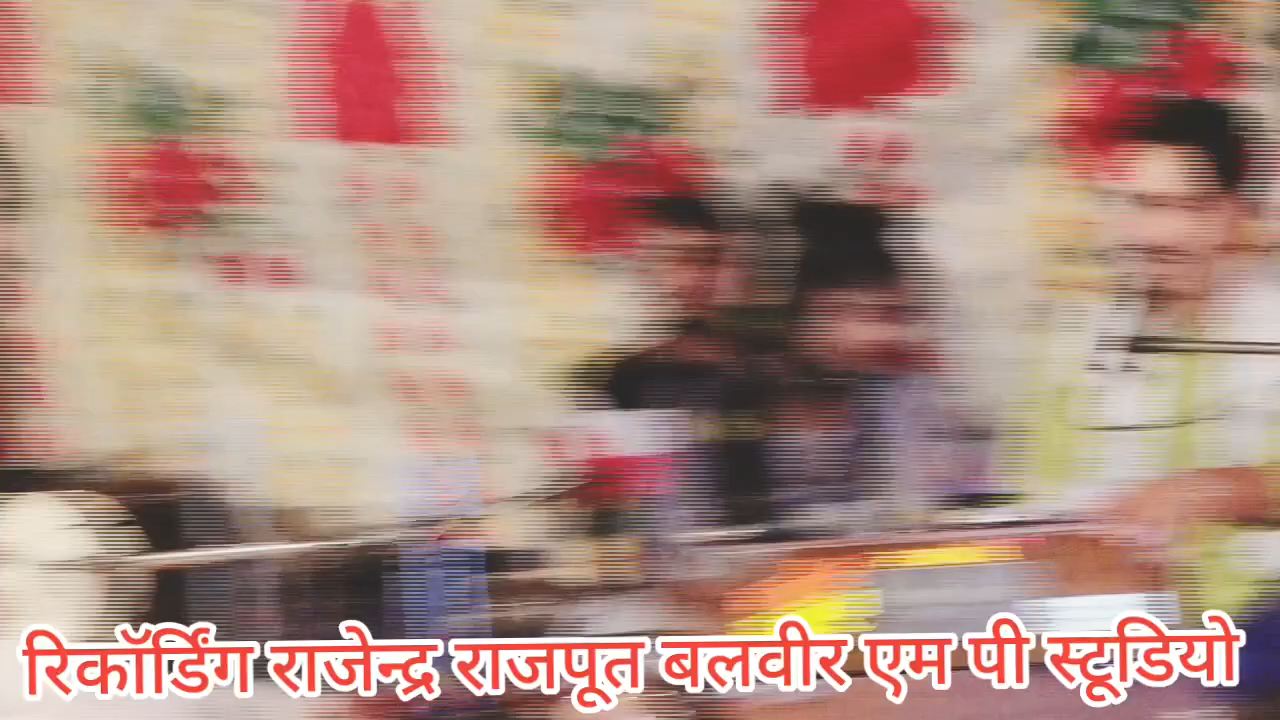 रिकॉर्डिंग राजेन्द्र राजपूत बलवीर एम पी स्टूडियो